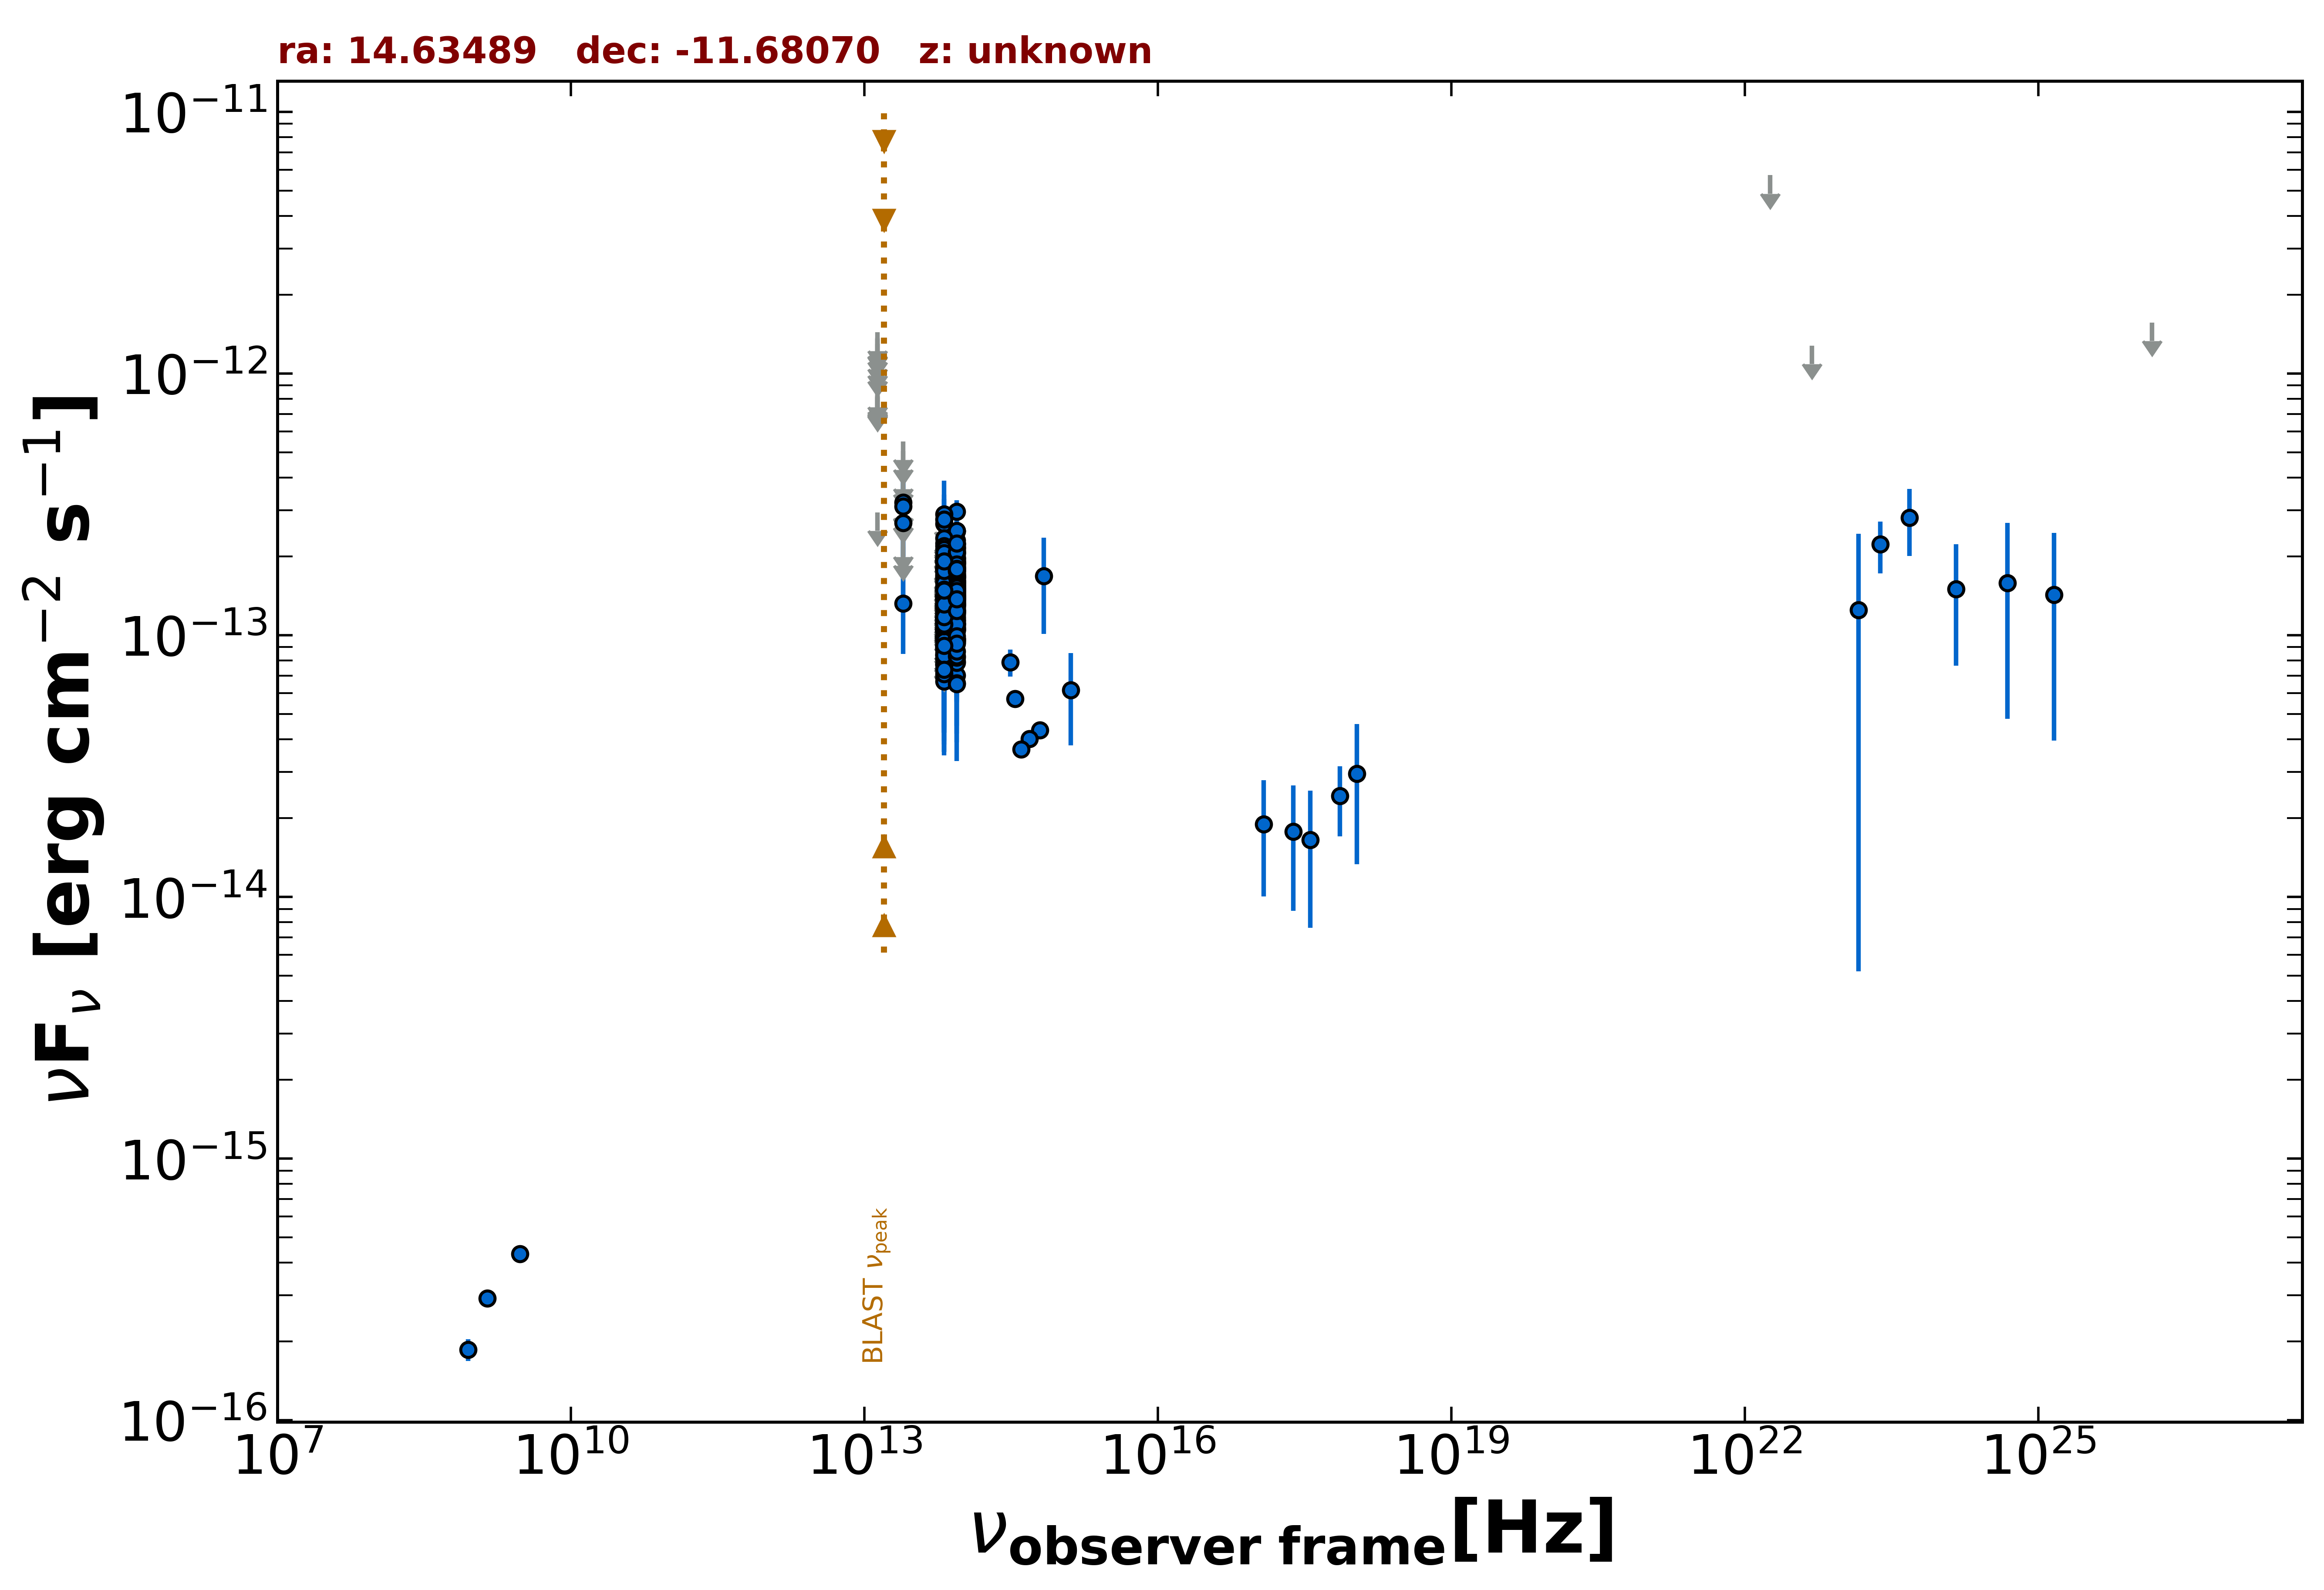 ra: 14.63489 dec: -11.68070 z: unknown
10⁻¹¹
10⁻¹²
10⁻¹³
10⁻¹⁴
10⁻¹⁵
10⁻¹⁶
νFν [erg cm⁻² s⁻¹]
BLAST νpeak
10⁷ 10¹⁰ 10¹³ 10¹⁶ 10¹⁹ 10²² 10²⁵
νobserver frame[Hz]